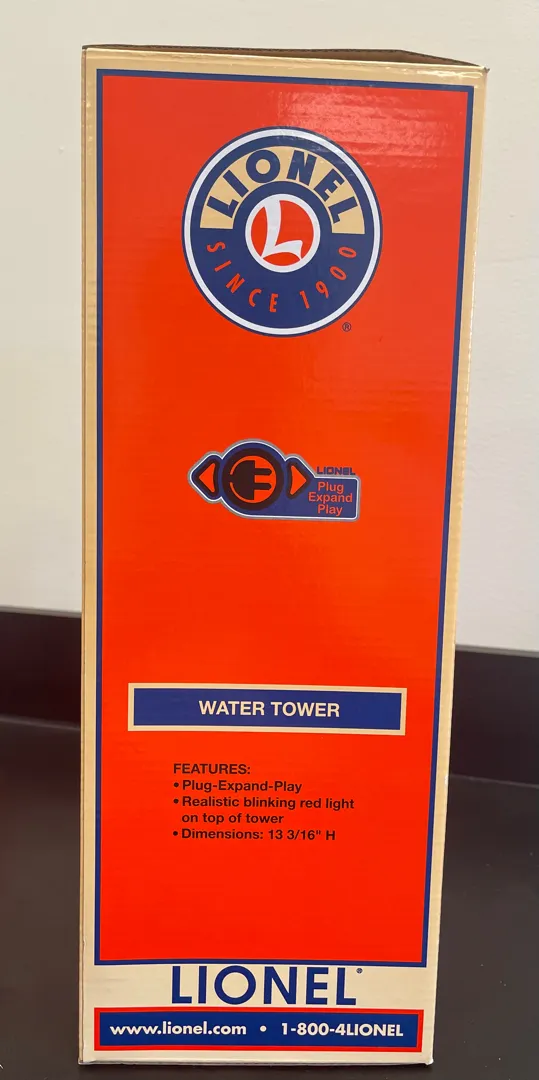 LIONEL
L
SINCE 1900
®
LIONEL
Plug
Expand
Play
WATER TOWER
FEATURES:
• Plug-Expand-Play
• Realistic blinking red light
on top of tower
• Dimensions: 13 3/16" H
LIONEL®
www.lionel.com • 1-800-4LIONEL